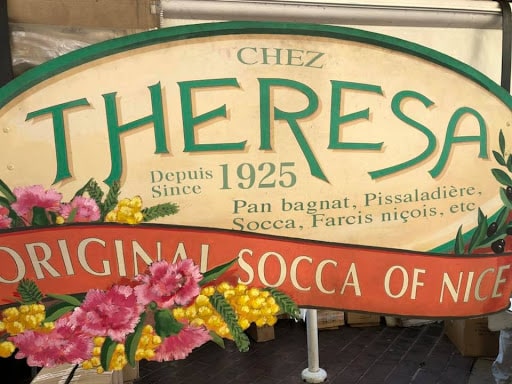 CHEZ
THERESA
Depuis
Since 1925
Pan bagnat, Pissaladière,
Socca, Farcis niçois, etc
ORIGINAL SOCCA OF NICE